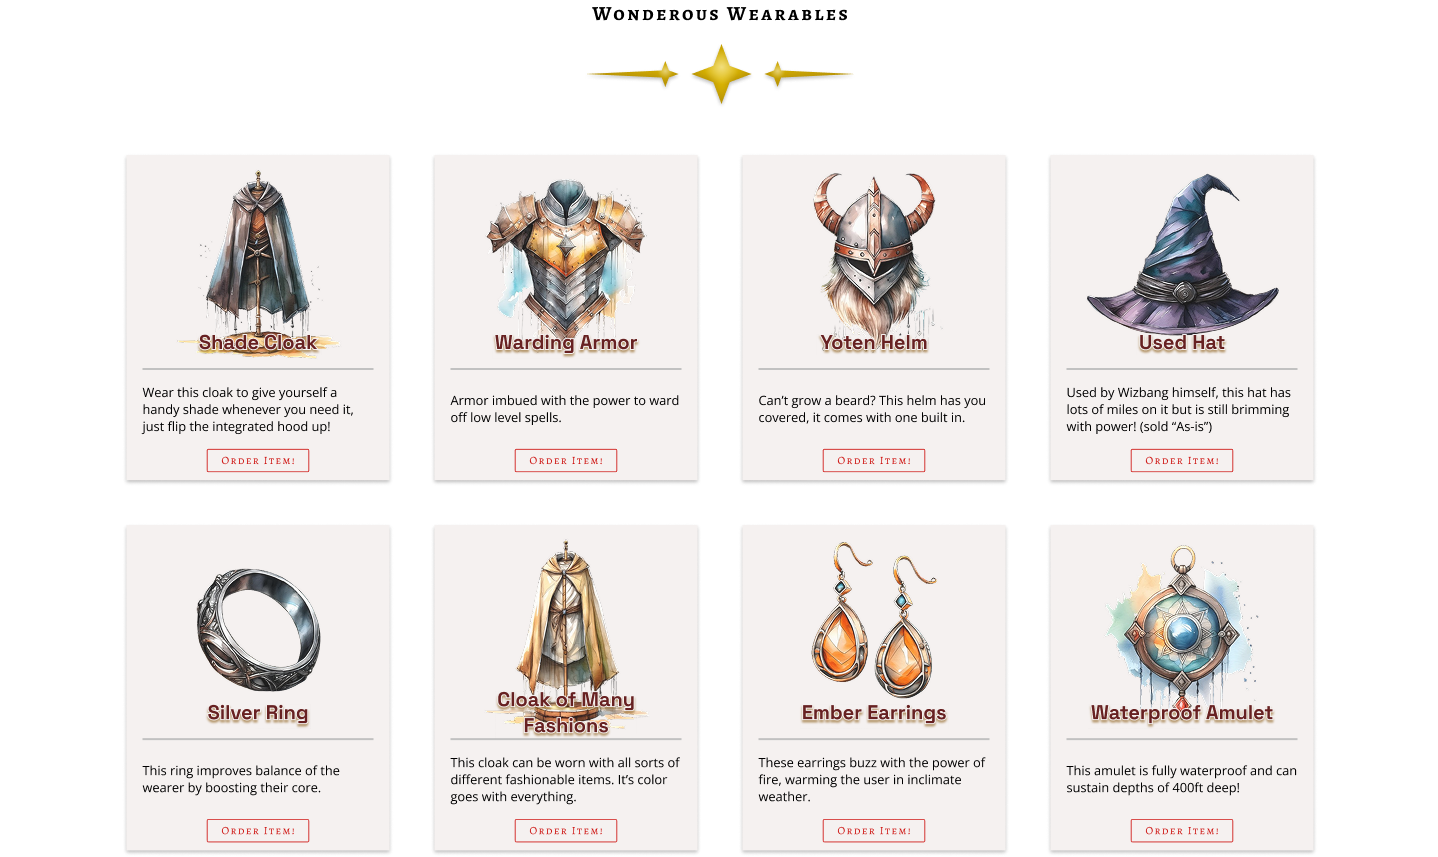 Wonderous Wearables
Shade Cloak
Wear this cloak to give yourself a
handy shade whenever you need it,
just flip the integrated hood up!
Order Item!
Warding Armor
Armor imbued with the power to ward
off low level spells.
Order Item!
Yoten Helm
Can’t grow a beard? This helm has you
covered, it comes with one built in.
Order Item!
Used Hat
Used by Wizbang himself, this hat has
lots of miles on it but is still brimming
with power! (sold “As-is”)
Order Item!
Silver Ring
This ring improves balance of the
wearer by boosting their core.
Order Item!
Cloak of Many
Fashions
This cloak can be worn with all sorts of
different fashionable items. It’s color
goes with everything.
Order Item!
Ember Earrings
These earrings buzz with the power of
fire, warming the user in inclimate
weather.
Order Item!
Waterproof Amulet
This amulet is fully waterproof and can
sustain depths of 400ft deep!
Order Item!